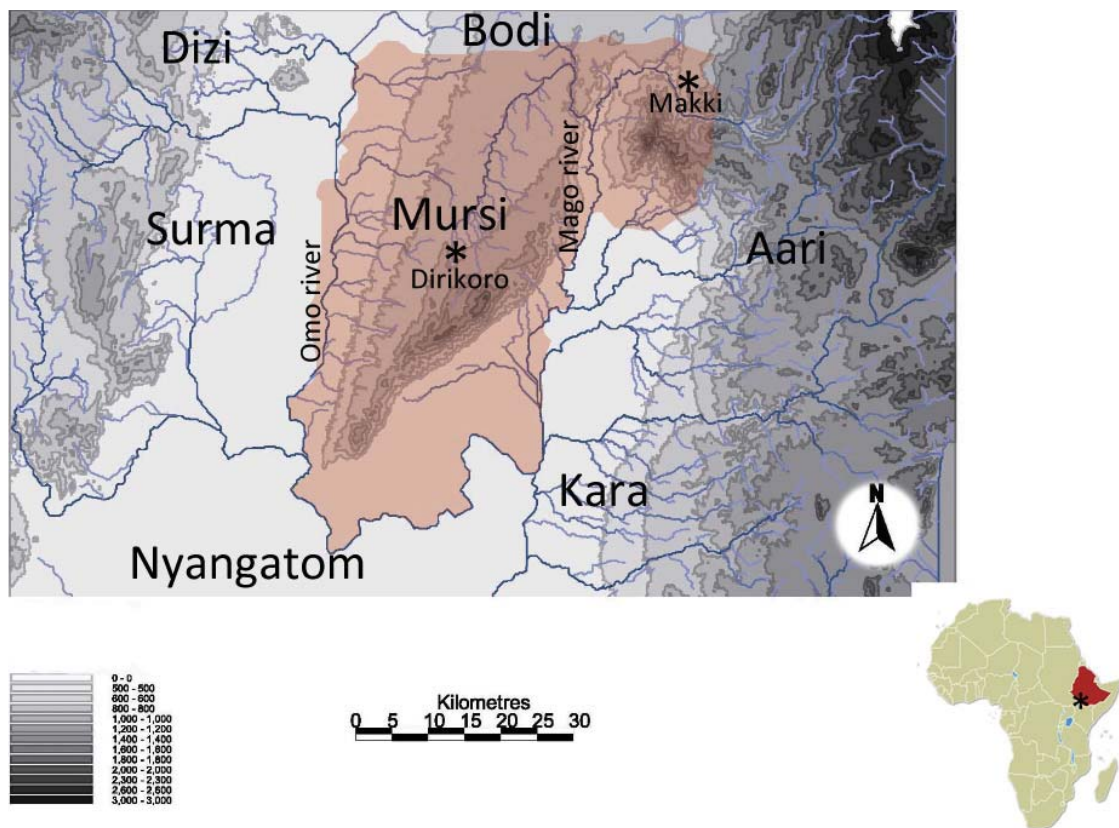 Bodi
Dizi
Makki
Mago river
Surma
Mursi
Aari
Omo river
Dirikoro
N
Kara
Nyangatom
0 - 0
500 - 500
600 - 600
800 - 800
1,000 - 1,000
1,200 - 1,200
1,400 - 1,400
1,600 - 1,600
1,800 - 1,800
2,000 - 2,000
2,300 - 2,300
2,600 - 2,600
3,000 - 3,000
Kilometres
0 5 10 15 20 25 30